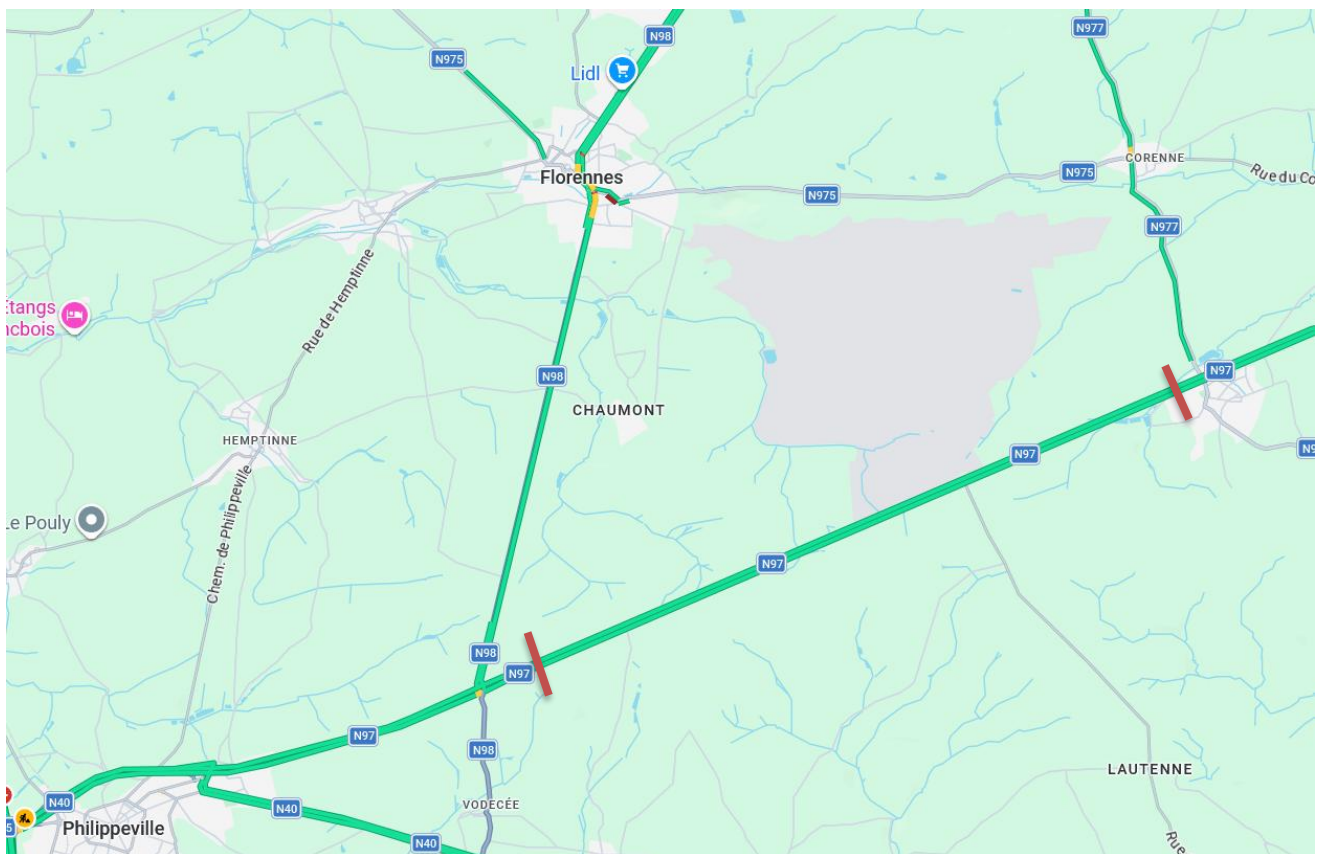 N98
N975
N977
Lidl
CORENNE
Florennes
N975
Rue du Co
N975
N977
Etangs
ncbois
Rue de Hemptinne
N97
N98
CHAUMONT
HEMPTINNE
N9
N97
Le Pouly
Chem. de Philippeville
N97
N98
N97
N97
N98
LAUTENNE
N40
VODECÉE
N40
5
Philippeville
N40
Rue